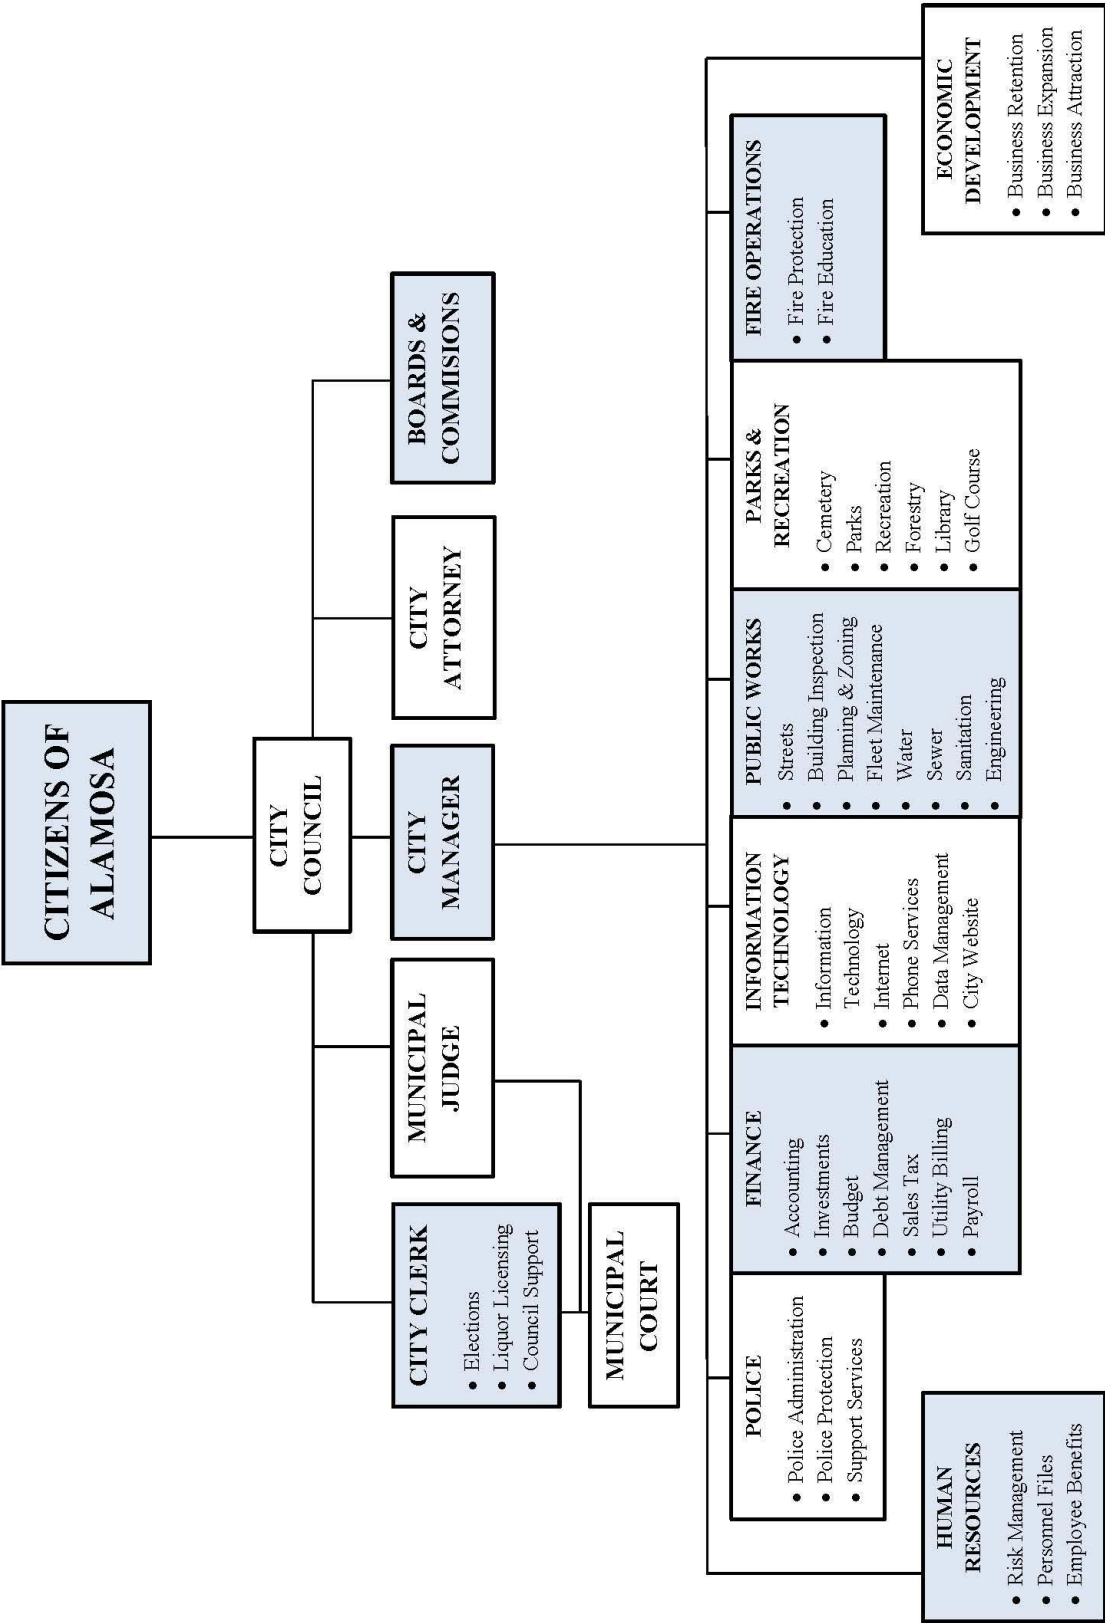 CITIZENS OF
ALAMOSA
CITY
COUNCIL
CITY CLERK
• Elections
• Liquor Licensing
• Council Support
MUNICIPAL
JUDGE
CITY
MANAGER
CITY
ATTORNEY
BOARDS &
COMMISIONS
MUNICIPAL
COURT
HUMAN
RESOURCES
• Risk Management
• Personnel Files
• Employee Benefits
POLICE
• Police Administration
• Police Protection
• Support Services
FINANCE
• Accounting
• Investments
• Budget
• Debt Management
• Sales Tax
• Utility Billing
• Payroll
INFORMATION
TECHNOLOGY
• Information
Technology
• Internet
• Phone Services
• Data Management
• City Website
PUBLIC WORKS
• Streets
• Building Inspection
• Planning & Zoning
• Fleet Maintenance
• Water
• Sewer
• Sanitation
• Engineering
PARKS &
RECREATION
• Cemetery
• Parks
• Recreation
• Forestry
• Library
• Golf Course
FIRE OPERATIONS
• Fire Protection
• Fire Education
ECONOMIC
DEVELOPMENT
• Business Retention
• Business Expansion
• Business Attraction